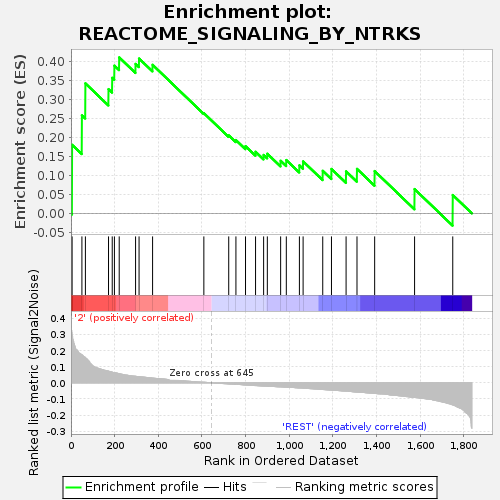 Enrichment plot:
REACTOME_SIGNALING_BY_NTRKS
Enrichment score (ES)
0.40
0.35
0.30
0.25
0.20
0.15
0.10
0.05
0.00
-0.05
'2' (positively correlated)
Ranked list metric (Signal2Noise)
0.4
0.3
0.2
0.1
0.0
-0.1
-0.2
-0.3
Zero cross at 645
'REST' (negatively correlated)
0 200 400 600 800 1,000 1,200 1,400 1,600 1,800
Rank in Ordered Dataset
Enrichment profile Hits Ranking metric scores